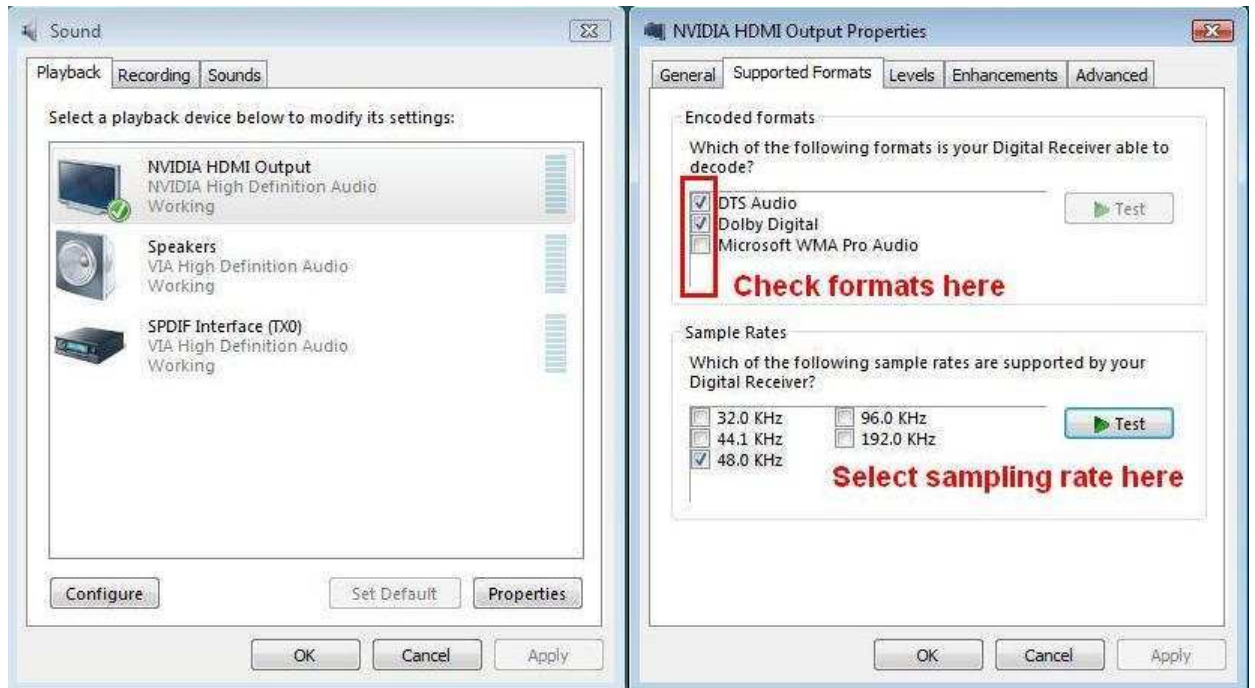 Sound
Playback Recording Sounds
Select a playback device below to modify its settings:
NVIDIA HDMI Output
NVIDIA High Definition Audio
Working
Speakers
VIA High Definition Audio
Working
SPDIF Interface (TX0)
VIA High Definition Audio
Working
Configure Set Default Properties
OK Cancel Apply
NVIDIA HDMI Output Properties
General Supported Formats Levels Enhancements Advanced
Encoded formats
Which of the following formats is your Digital Receiver able to
decode?
DTS Audio
Test
Dolby Digital
Microsoft WMA Pro Audio
Check formats here
Sample Rates
Which of the following sample rates are supported by your
Digital Receiver?
32.0 KHz 96.0 KHz
Test
44.1 KHz 192.0 KHz
48.0 KHz
Select sampling rate here
OK Cancel Apply